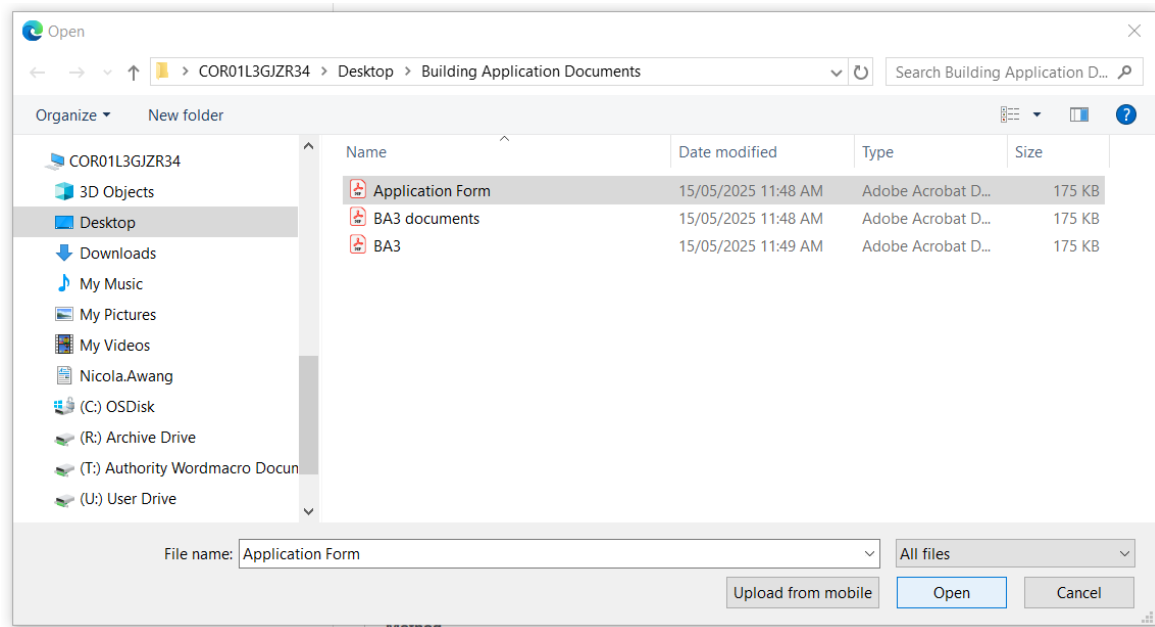 Open
COR01L3GJZR34 > Desktop > Building Application Documents
Search Building Application D...
Organize
New folder
?
COR01L3GJZR34
3D Objects
Desktop
Downloads
My Music
My Pictures
My Videos
Nicola.Awang
(C:) OSDisk
(R:) Archive Drive
(T:) Authority Wordmacro Docun
(U:) User Drive
Name Date modified Type Size
Application Form 15/05/2025 11:48 AM Adobe Acrobat D... 175 KB
BA3 documents 15/05/2025 11:48 AM Adobe Acrobat D... 175 KB
BA3 15/05/2025 11:49 AM Adobe Acrobat D... 175 KB
File name: Application Form
All files
Upload from mobile
Open
Cancel